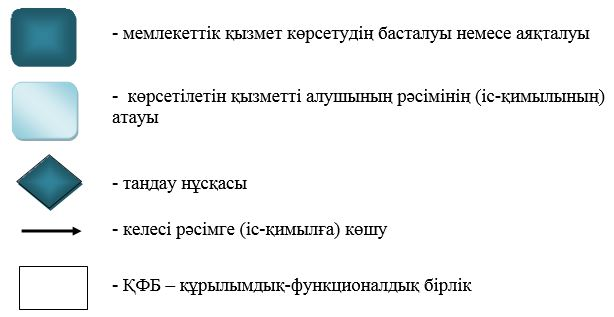 - мемлекеттік қызмет көрсетудің басталуы немесе аяқталуы
- көрсетілетін қызметті алушының рәсімінің (іс-қимылының)
атауы
- таңдау нұсқасы
- келесі рәсімге (іс-қимылға) көшу
- ҚФБ – құрылымдық-функционалдық бірлік